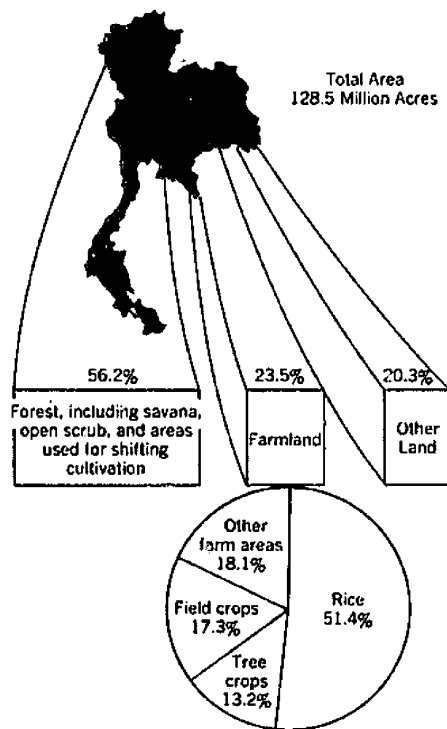 Total Area
128.5 Million Acres
56.2%
23.5%
20.3%
Forest, including savana,
open scrub, and areas
used for shifting
cultivation
Farmland
Other
Land
Other
farm areas
18.1%
Rice
51.4%
Field crops
17.3%
Tree
crops
13.2%